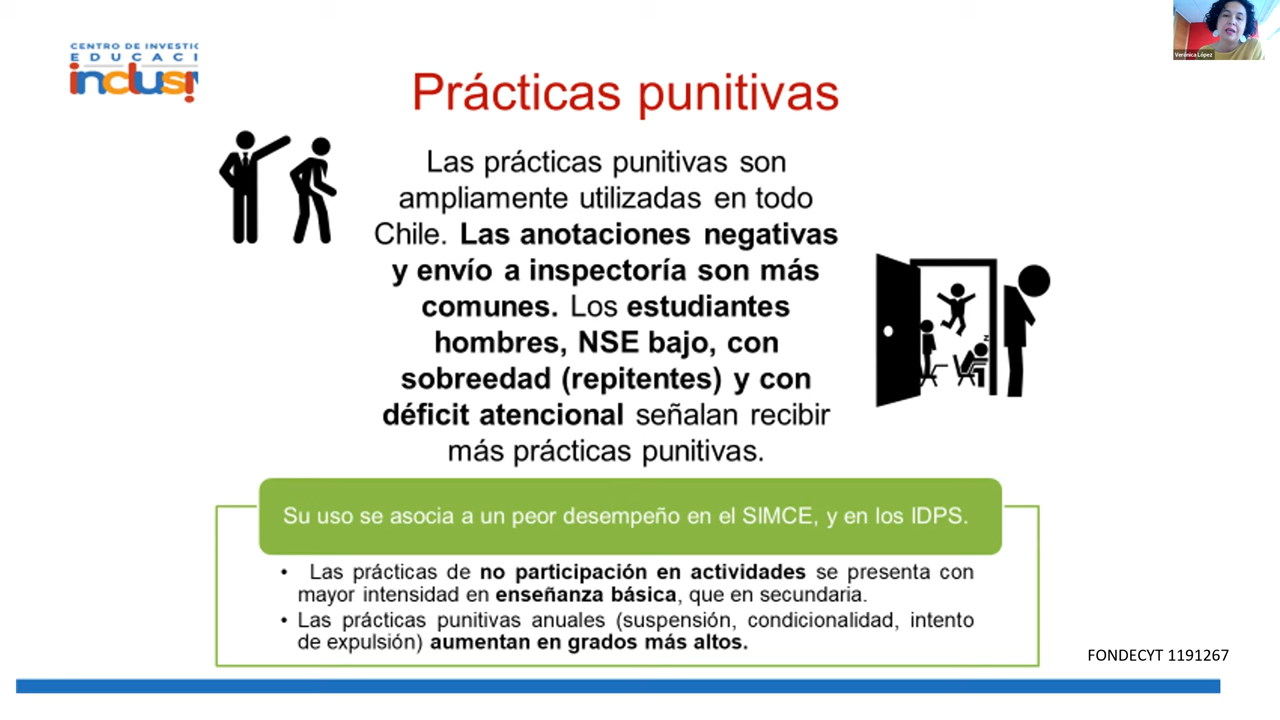 Verónica López
CENTRO DE INVESTIC
EDUCACI
inclusi
Prácticas punitivas
Las prácticas punitivas son
ampliamente utilizadas en todo
Chile. Las anotaciones negativas
y envío a inspectoría son más
comunes. Los estudiantes
hombres, NSE bajo, con
sobreedad (repitentes) y con
déficit atencional señalan recibir
más prácticas punitivas.
z
Su uso se asocia a un peor desempeño en el SIMCE, y en los IDPS.
• Las prácticas de no participación en actividades se presenta con
mayor intensidad en enseñanza básica, que en secundaria.
• Las prácticas punitivas anuales (suspensión, condicionalidad, intento
de expulsión) aumentan en grados más altos.
FONDECYT 1191267